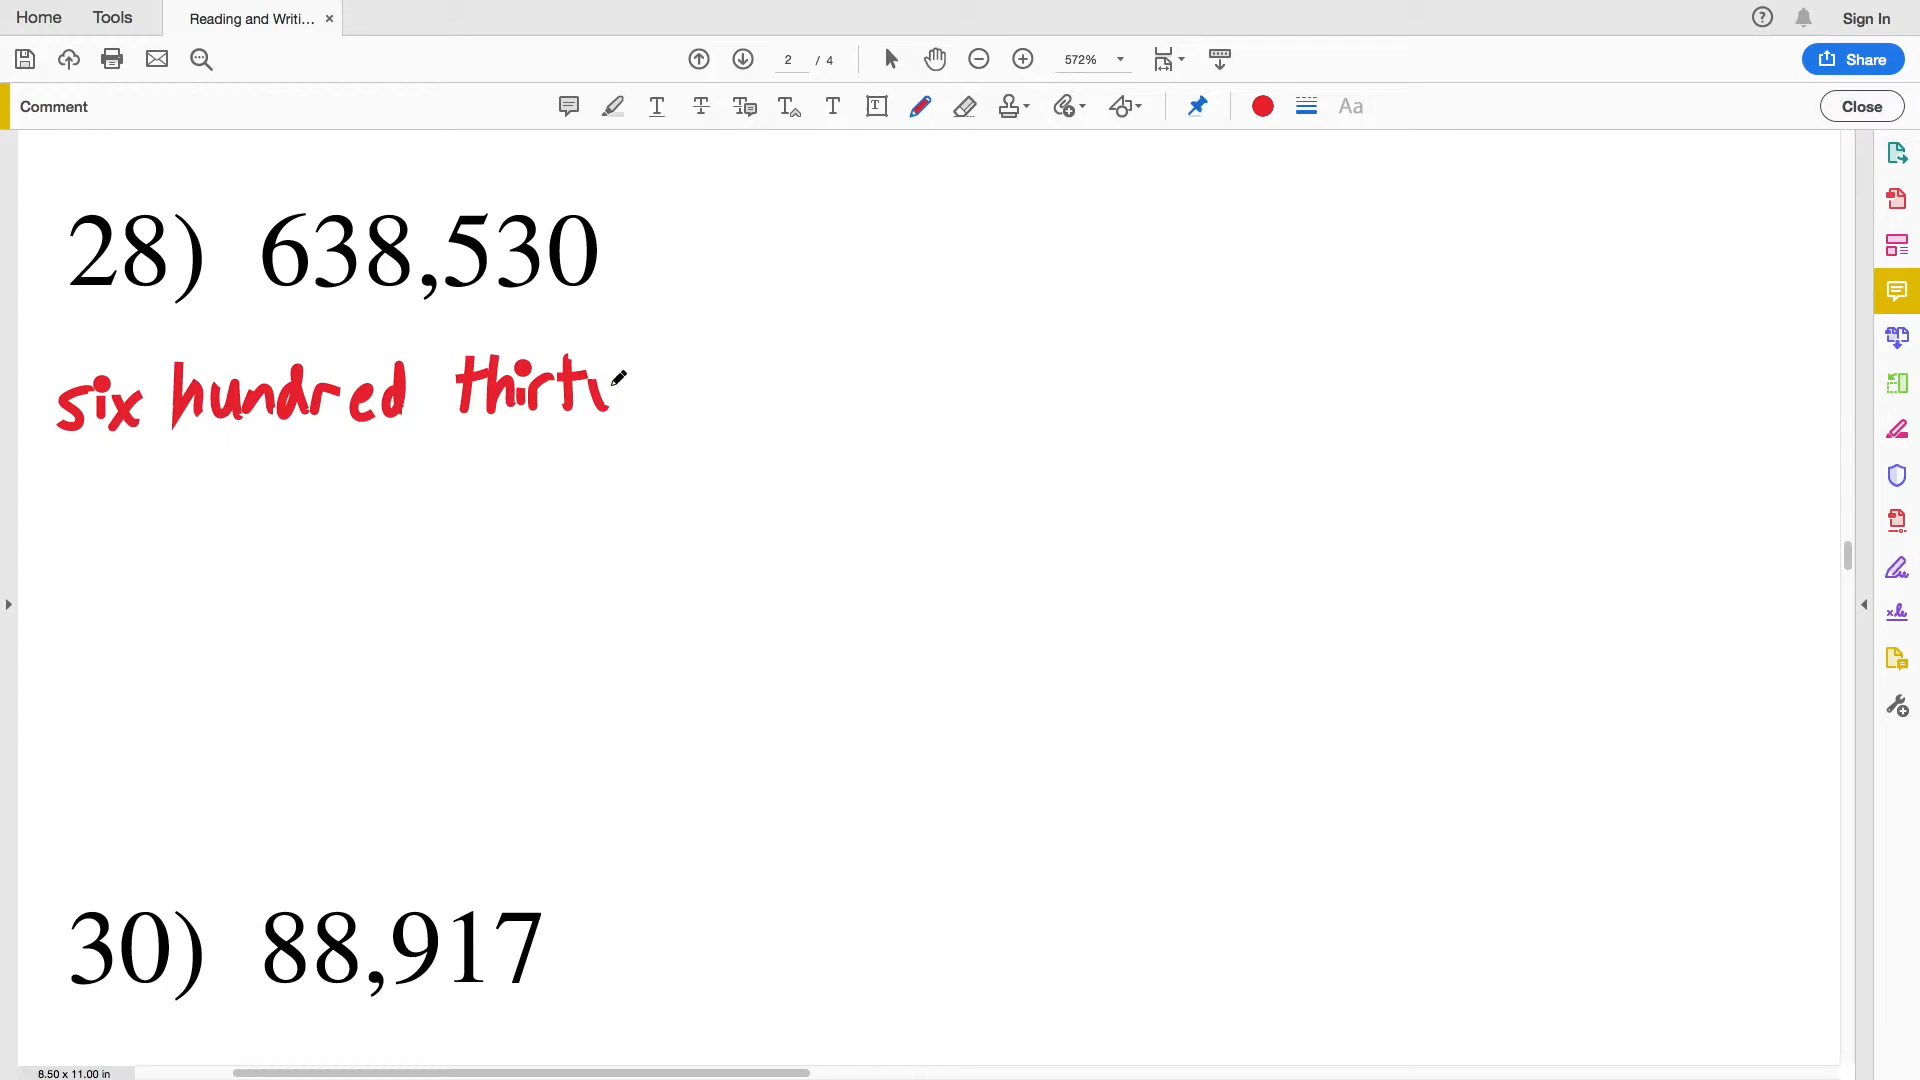 Home Tools Reading and Writi... × Sign In
2 / 4 572% Share
Comment Aa Close
28) 638,530
six hundred thirty
30) 88,917
8.50 x 11.00 in